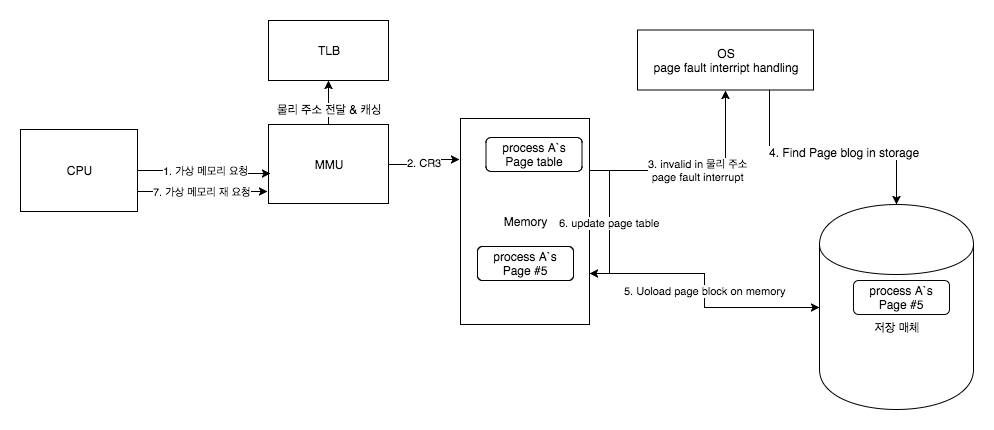 TLB
OS
page fault interript handling
물리 주소 전달 & 캐싱
CPU
1. 가상 메모리 요청
7. 가상 메모리 재 요청
MMU
2. CR3
process A`s
Page table
3. invalid in 물리 주소
page fault interrupt
4. Find Page blog in storage
Memory
6. update page table
process A`s
Page #5
5. Uoload page block on memory
process A`s
Page #5
저장 매체